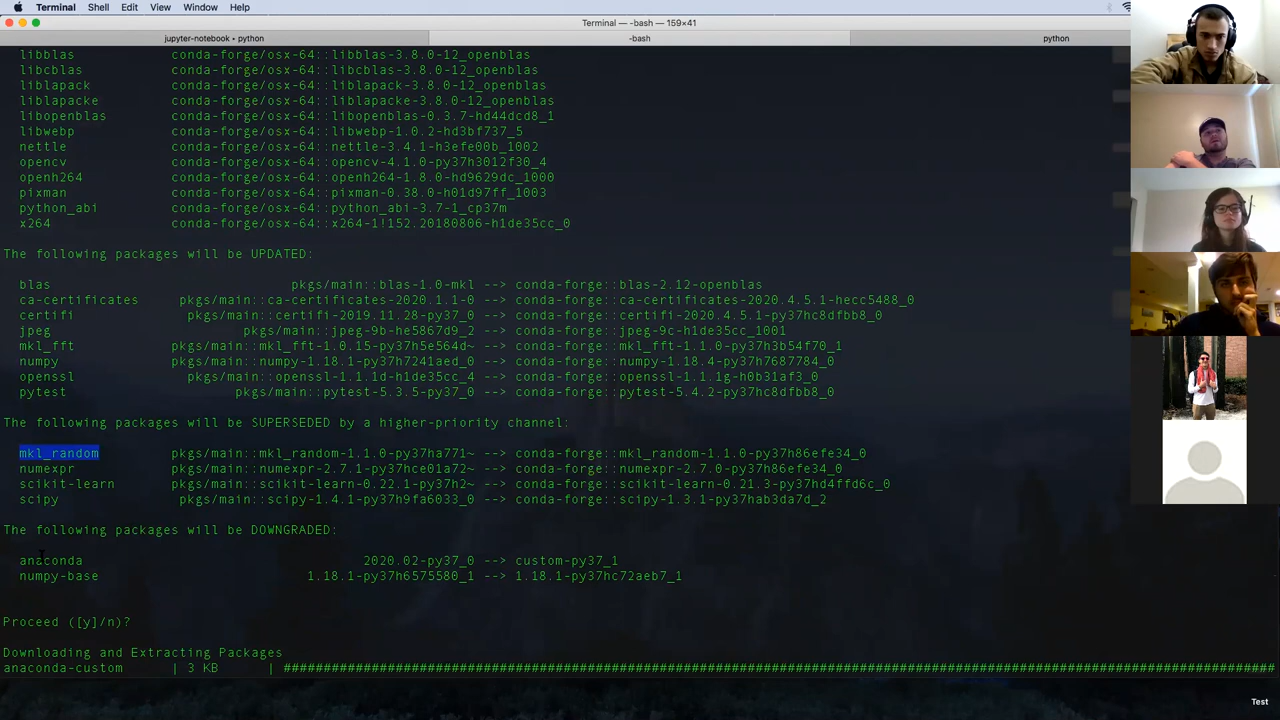 Terminal Shell Edit View Window Help
Terminal — -bash — 159×41
jupyter-notebook • python -bash python
libblas conda-forge/osx-64::libblas-3.8.0-12_openblas
libcblas conda-forge/osx-64::libcblas-3.8.0-12_openblas
liblapack conda-forge/osx-64::liblapack-3.8.0-12_openblas
liblapacke conda-forge/osx-64::liblapacke-3.8.0-12_openblas
libopenblas conda-forge/osx-64::libopenblas-0.3.7-hd44dcd8_1
libwebp conda-forge/osx-64::libwebp-1.0.2-hd3bf737_5
nettle conda-forge/osx-64::nettle-3.4.1-h3efe00b_1002
opencv conda-forge/osx-64::opencv-4.1.0-py37h3012f30_4
openh264 conda-forge/osx-64::openh264-1.8.0-hd9629dc_1000
pixman conda-forge/osx-64::pixman-0.38.0-h01d97ff_1003
python_abi conda-forge/osx-64::python_abi-3.7-1_cp37m
x264 conda-forge/osx-64::x264-1!152.20180806-h1de35cc_0
The following packages will be UPDATED:
blas pkgs/main::blas-1.0-mkl --> conda-forge::blas-2.12-openblas
ca-certificates pkgs/main::ca-certificates-2020.1.1-0 --> conda-forge::ca-certificates-2020.4.5.1-hecc5488_0
certifi pkgs/main::certifi-2019.11.28-py37_0 --> conda-forge::certifi-2020.4.5.1-py37hc8dfbb8_0
jpeg pkgs/main::jpeg-9b-he5867d9_2 --> conda-forge::jpeg-9c-h1de35cc_1001
mkl_fft pkgs/main::mkl_fft-1.0.15-py37h5e564d~ --> conda-forge::mkl_fft-1.1.0-py37h3b54f70_1
numpy pkgs/main::numpy-1.18.1-py37h7241aed_0 --> conda-forge::numpy-1.18.4-py37h7687784_0
openssl pkgs/main::openssl-1.1.1d-h1de35cc_4 --> conda-forge::openssl-1.1.1g-h0b31af3_0
pytest pkgs/main::pytest-5.3.5-py37_0 --> conda-forge::pytest-5.4.2-py37hc8dfbb8_0
The following packages will be SUPERSEDED by a higher-priority channel:
mkl_random pkgs/main::mkl_random-1.1.0-py37ha771~ --> conda-forge::mkl_random-1.1.0-py37h86efe34_0
numexpr pkgs/main::numexpr-2.7.1-py37hce01a72~ --> conda-forge::numexpr-2.7.1-py37h86efe34_0
scikit-learn pkgs/main::scikit-learn-0.22.1-py37h2~ --> conda-forge::scikit-learn-0.21.3-py37hd4ffd6c_0
scipy pkgs/main::scipy-1.4.1-py37h9fa6033_0 --> conda-forge::scipy-1.3.1-py37hab3da7d_2
The following packages will be DOWNGRADED:
anaconda 2020.02-py37_0 --> custom-py37_1
numpy-base 1.18.1-py37h6575580_1 --> 1.18.1-py37hc72aeb7_1
Proceed ([y]/n)?
Downloading and Extracting Packages
anaconda-custom | 3 KB | ############################################################################################################################
Test